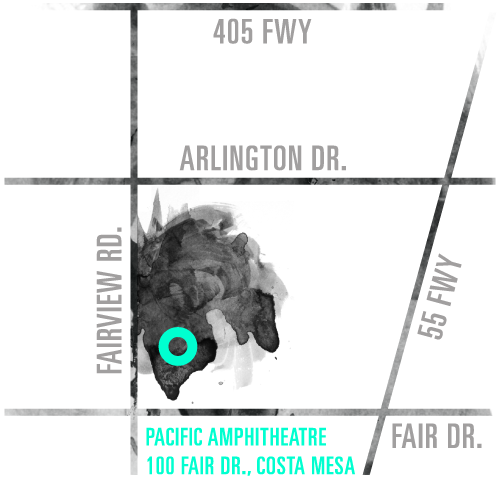 405 FWY
ARLINGTON DR.
FAIRVIEW RD.
55 FWY
FAIR DR.
PACIFIC AMPHITHEATRE
100 FAIR DR., COSTA MESA